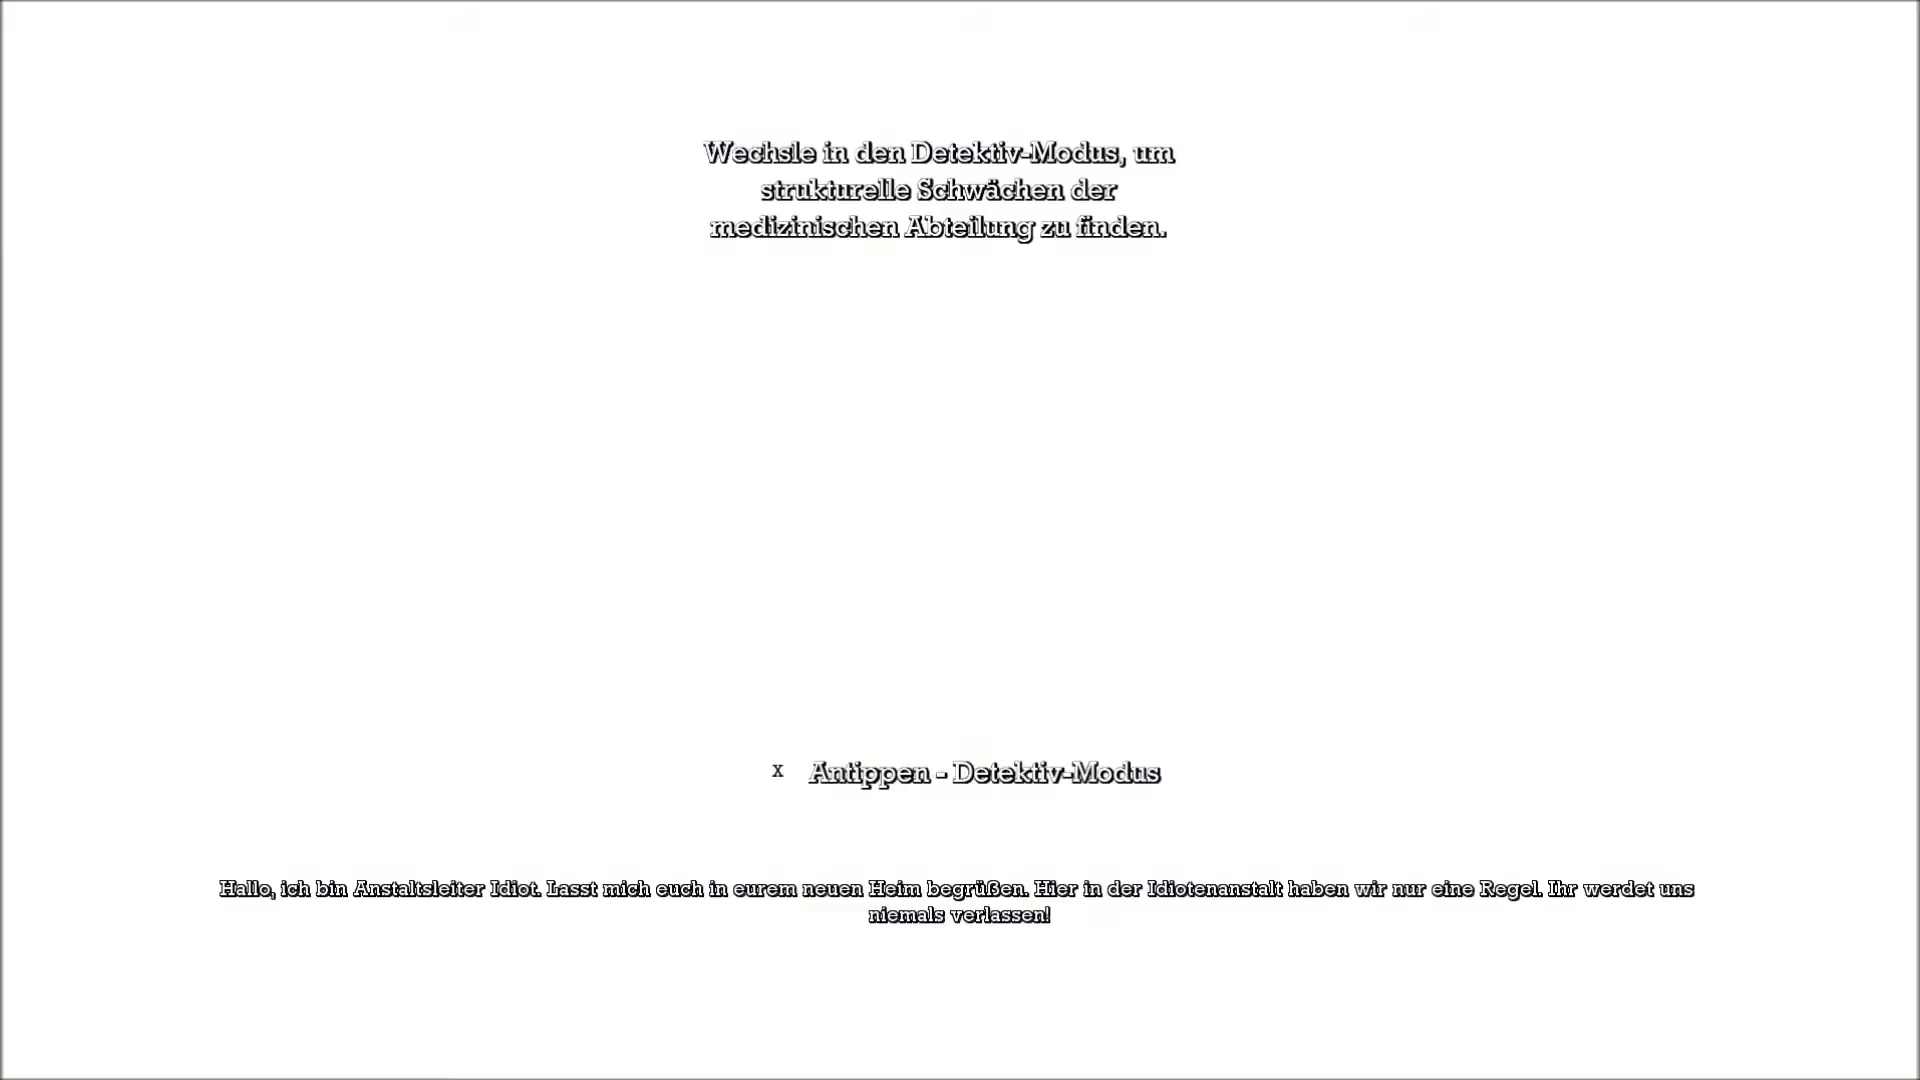 Wechsle in den Detektiv-Modus, um
strukturelle Schwächen der
medizinischen Abteilung zu finden.
x Antippen - Detektiv-Modus
Hallo, ich bin Anstaltsleiter Idiot. Lasst mich euch in eurem neuen Heim begrüßen. Hier in der Idiotenanstalt haben wir nur eine Regel. Ihr werdet uns
niemals verlassen!